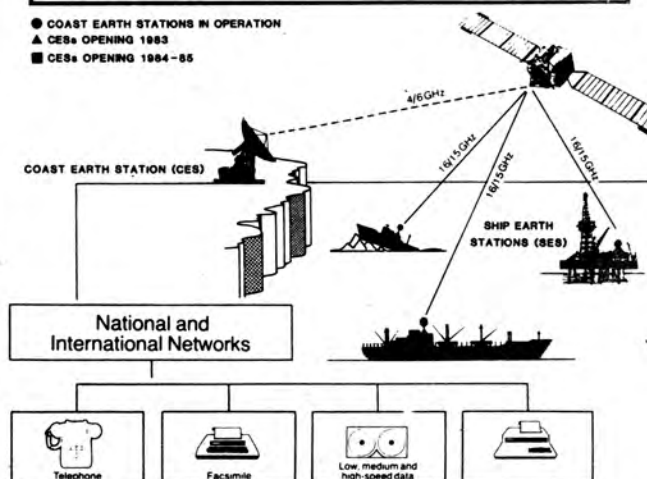 ● COAST EARTH STATIONS IN OPERATION
▲ CESs OPENING 1983
■ CESs OPENING 1984-85
4/6GHz
COAST EARTH STATION (CES)
16/15GHz
16/15GHz
16/15GHz
SHIP EARTH
STATIONS (SES)
National and
International Networks
Telephone
Facsimile
Low, medium and
high-speed data